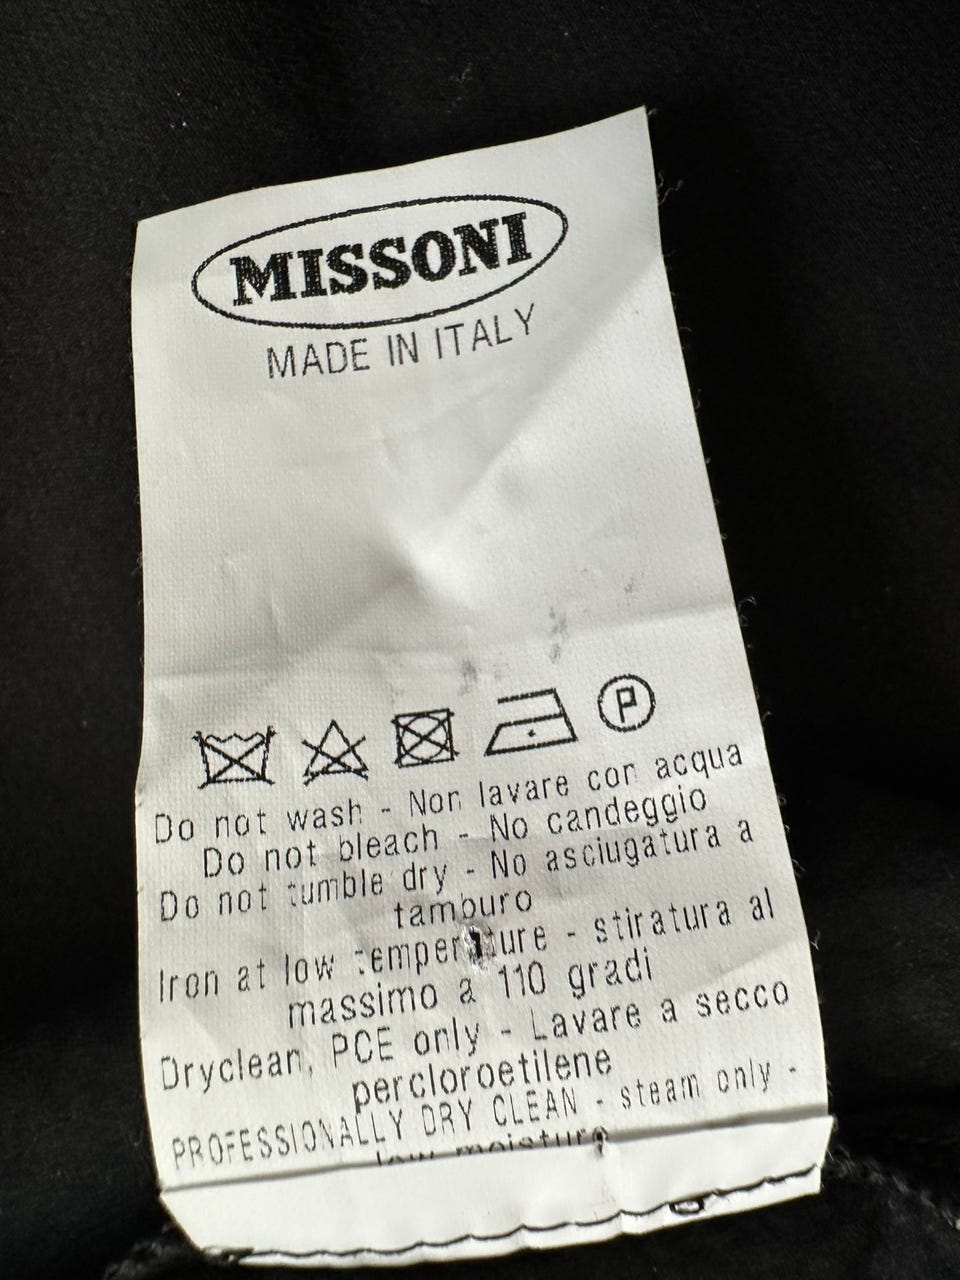 MISSONI
MADE IN ITALY
P
Do not wash - Non lavare con acqua
Do not bleach - No candeggio
Do not tumble dry - No asciugatura a
tamburo
Iron at low temperature - stiratura al
massimo a 110 gradi
Dryclean, PCE only - Lavare a secco
percloroetilene
PROFESSIONALLY DRY CLEAN - steam only -
low moisture